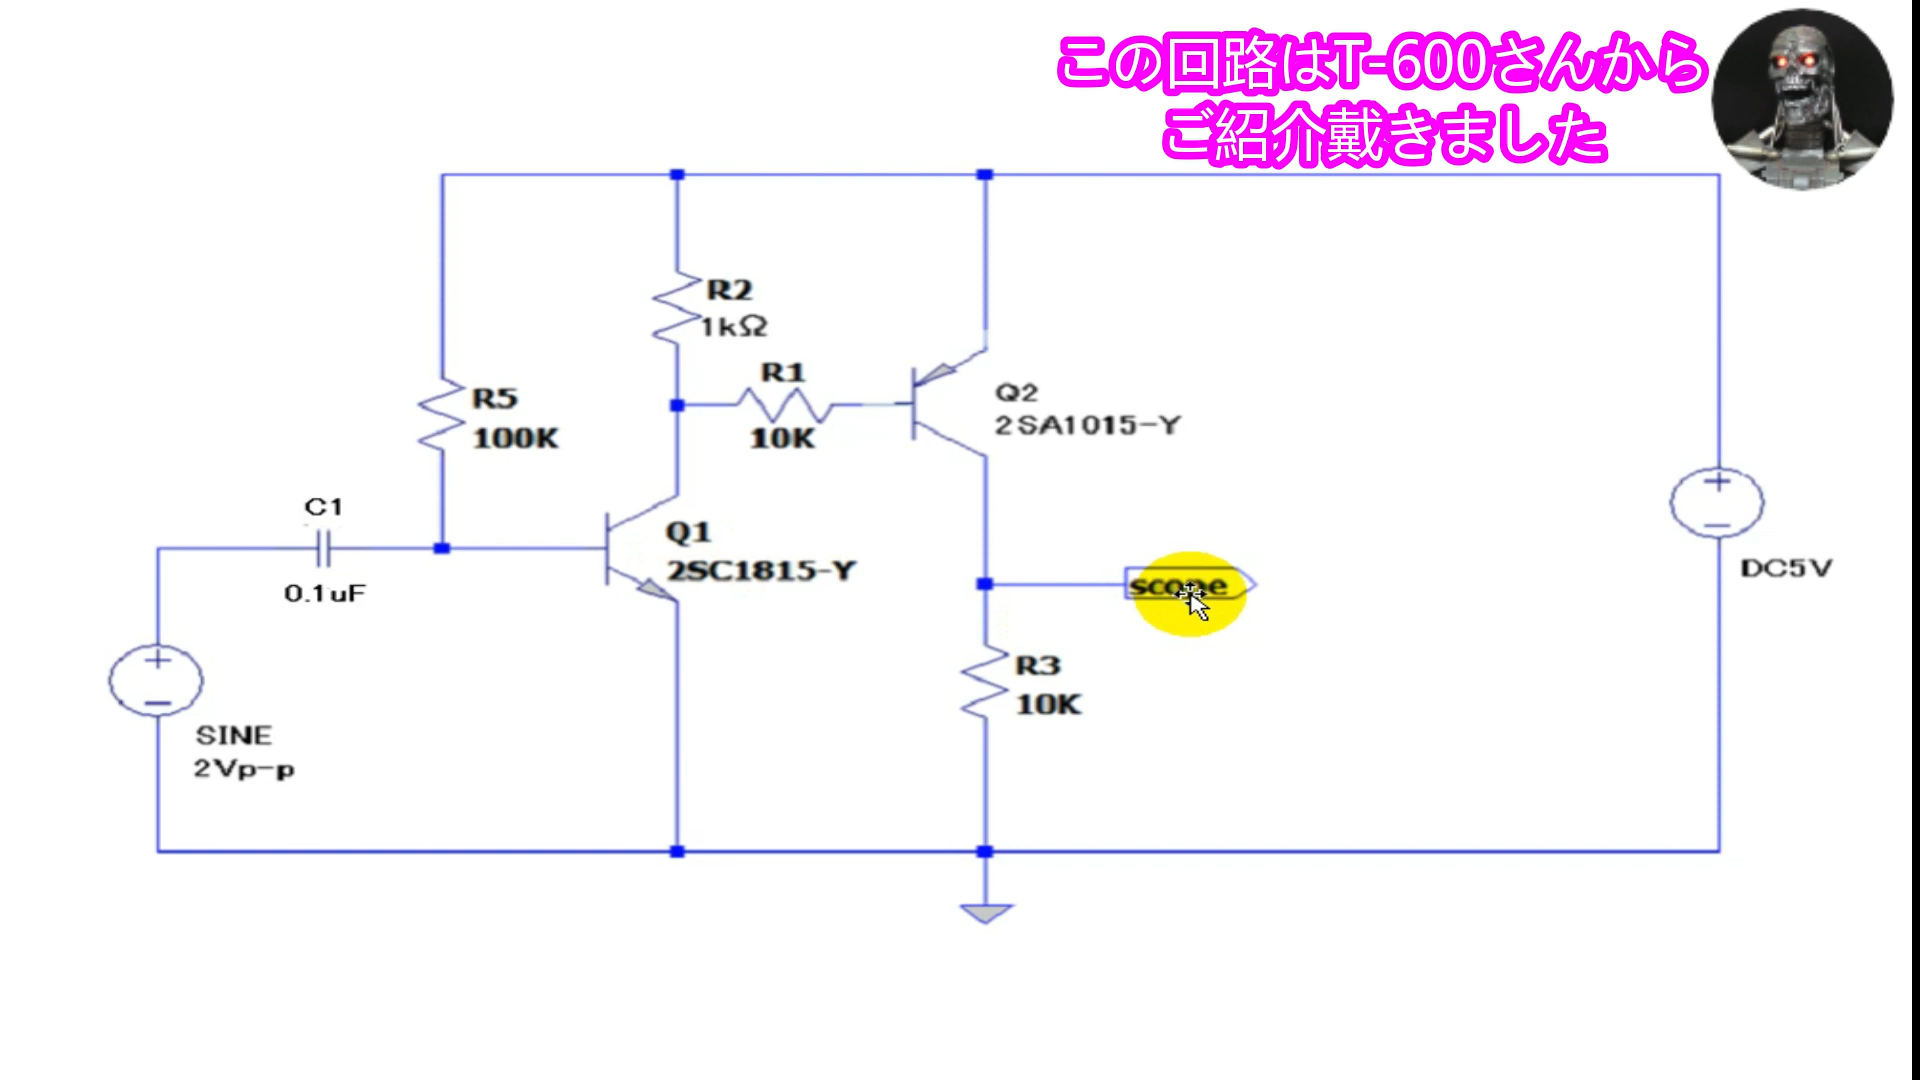 この回路はT-600さんから
ご紹介戴きました
R2
1kΩ
R1
10K
R5
100K
Q2
2SA1015-Y
C1
0.1uF
Q1
2SC1815-Y
scope
DC5V
R3
10K
SINE
2Vp-p